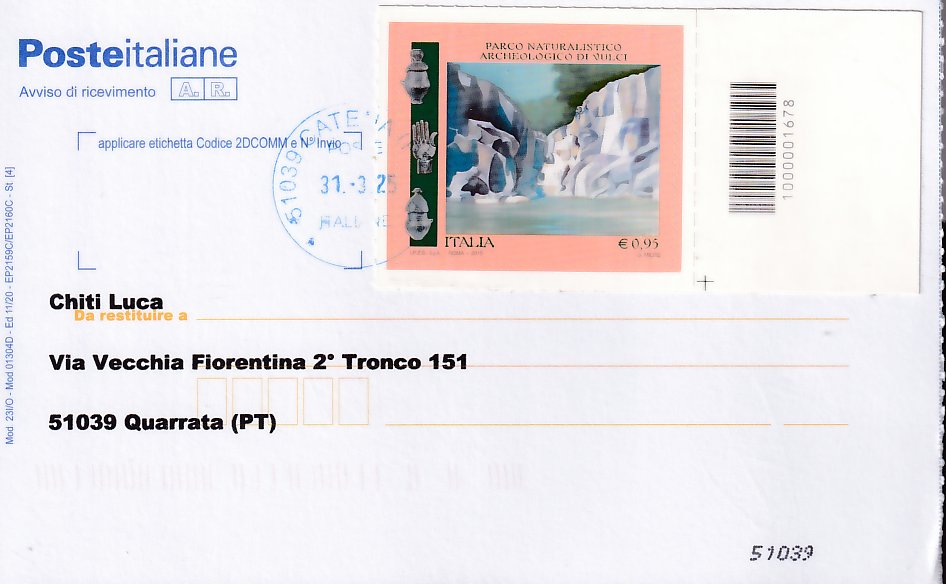 Posteitaliane
Avviso di ricevimento A. R.
applicare etichetta Codice 2DCOMM e N° Invio
51039
31.-3 25
PARCO NATURALISTICO
ARCHEOLOGICO DI VULCI
ITALIA €0,95
ROMA
10000001678
Mod 23I/O - Mod 01304D - Ed 11/20 - EP2159C/EP2160C - St. [4]
Chiti Luca
Da restituire a
Via Vecchia Fiorentina 2° Tronco 151
51039 Quarrata (PT)
51039